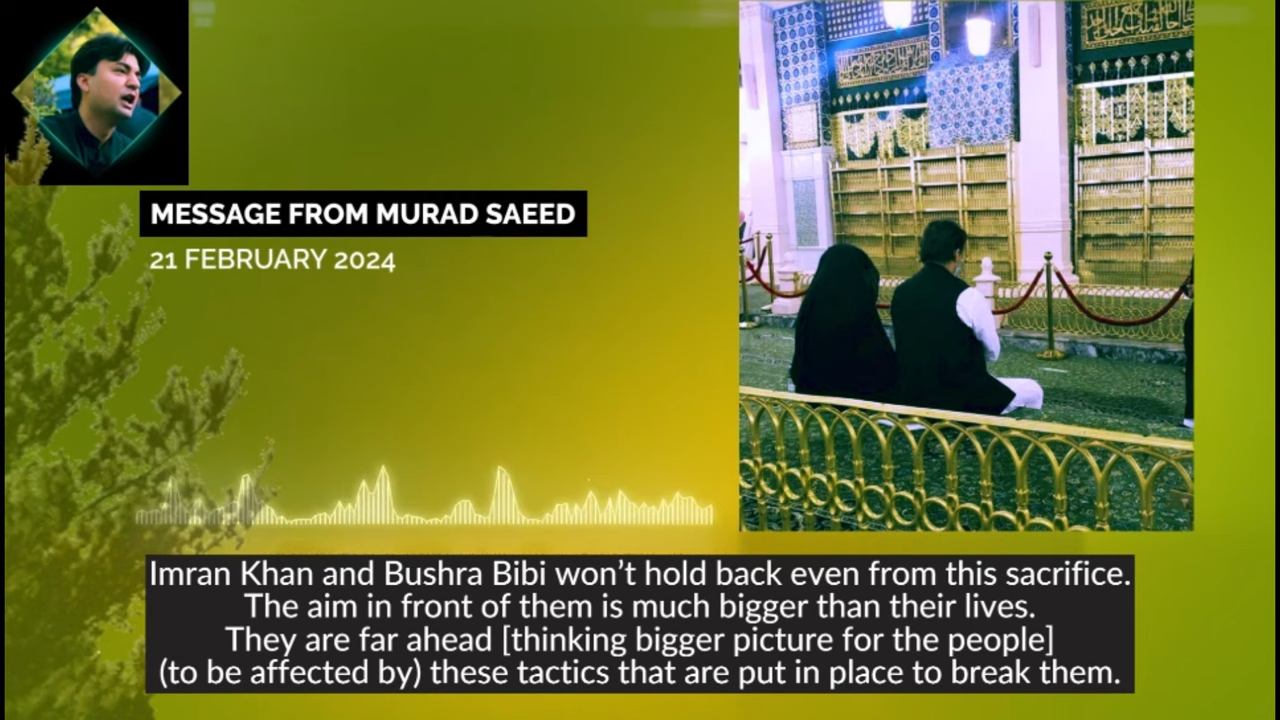 MESSAGE FROM MURAD SAEED
21 FEBRUARY 2024
Imran Khan and Bushra Bibi won’t hold back even from this sacrifice.
The aim in front of them is much bigger than their lives.
They are far ahead [thinking bigger picture for the people]
(to be affected by) these tactics that are put in place to break them.